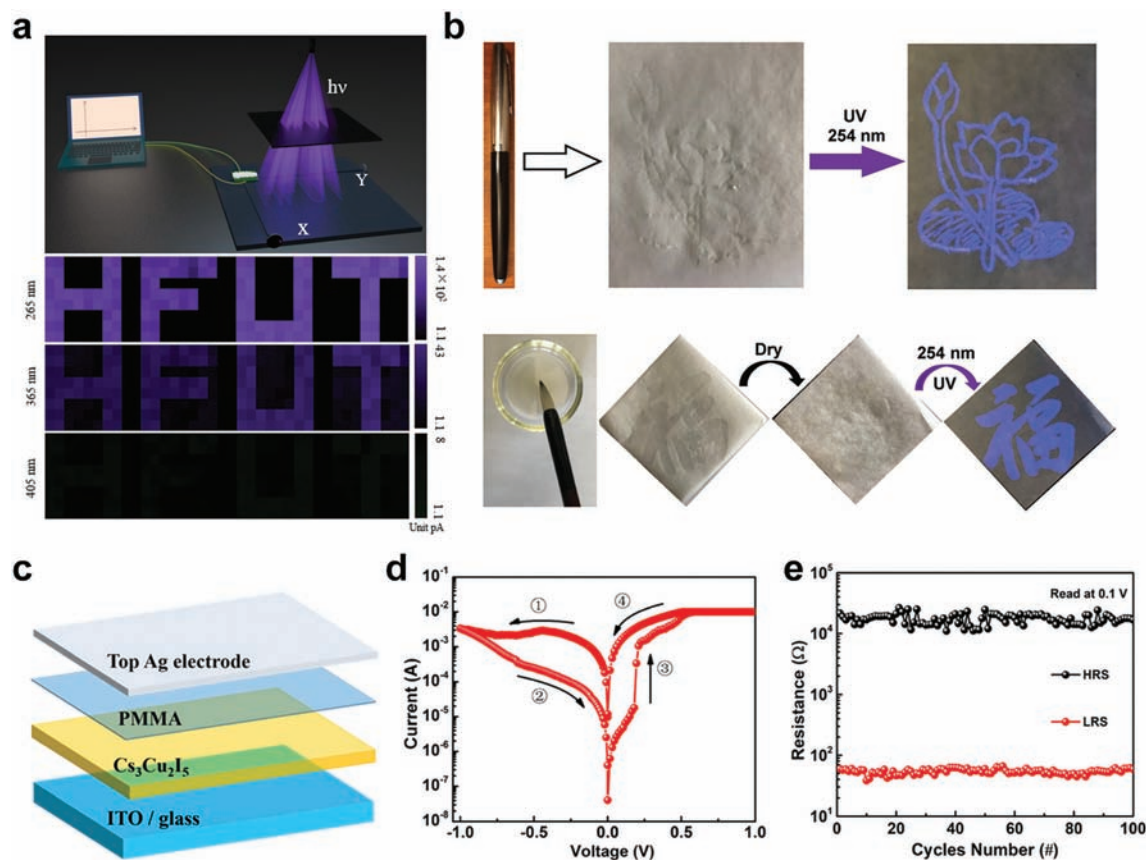 a
hν
Y
X
265 nm
1.4×10²
1.1
365 nm
43
1.1
405 nm
8
1.1
Unit pA
HFUT
HFUT
b
UV
254 nm
Dry
254 nm
UV
福
c
Top Ag electrode
PMMA
Cs₃Cu₂I₅
ITO / glass
d
10⁻¹
10⁻²
10⁻³
10⁻⁴
10⁻⁵
10⁻⁶
10⁻⁷
10⁻⁸
Current (A)
①
②
③
④
-1.0 -0.5 0.0 0.5 1.0
Voltage (V)
e
10⁵
10⁴
10³
10²
10¹
Resistance (Ω)
Read at 0.1 V
HRS
LRS
0 20 40 60 80 100
Cycles Number (#)